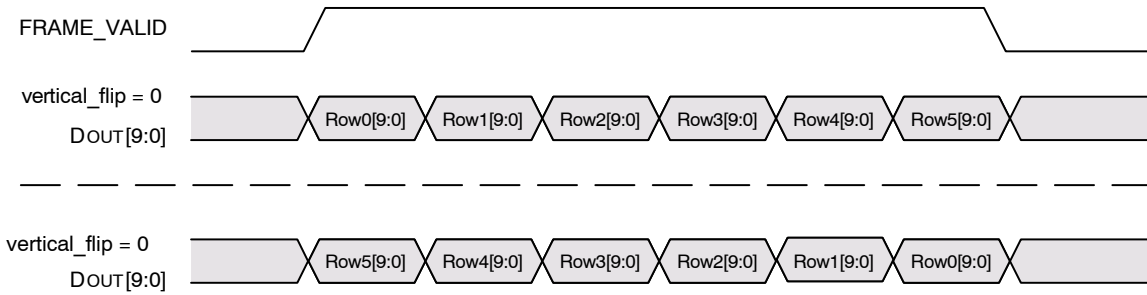 FRAME_VALID
vertical_flip = 0
DOUT[9:0]
Row0[9:0] Row1[9:0] Row2[9:0] Row3[9:0] Row4[9:0] Row5[9:0]
vertical_flip = 0
DOUT[9:0]
Row5[9:0] Row4[9:0] Row3[9:0] Row2[9:0] Row1[9:0] Row0[9:0]